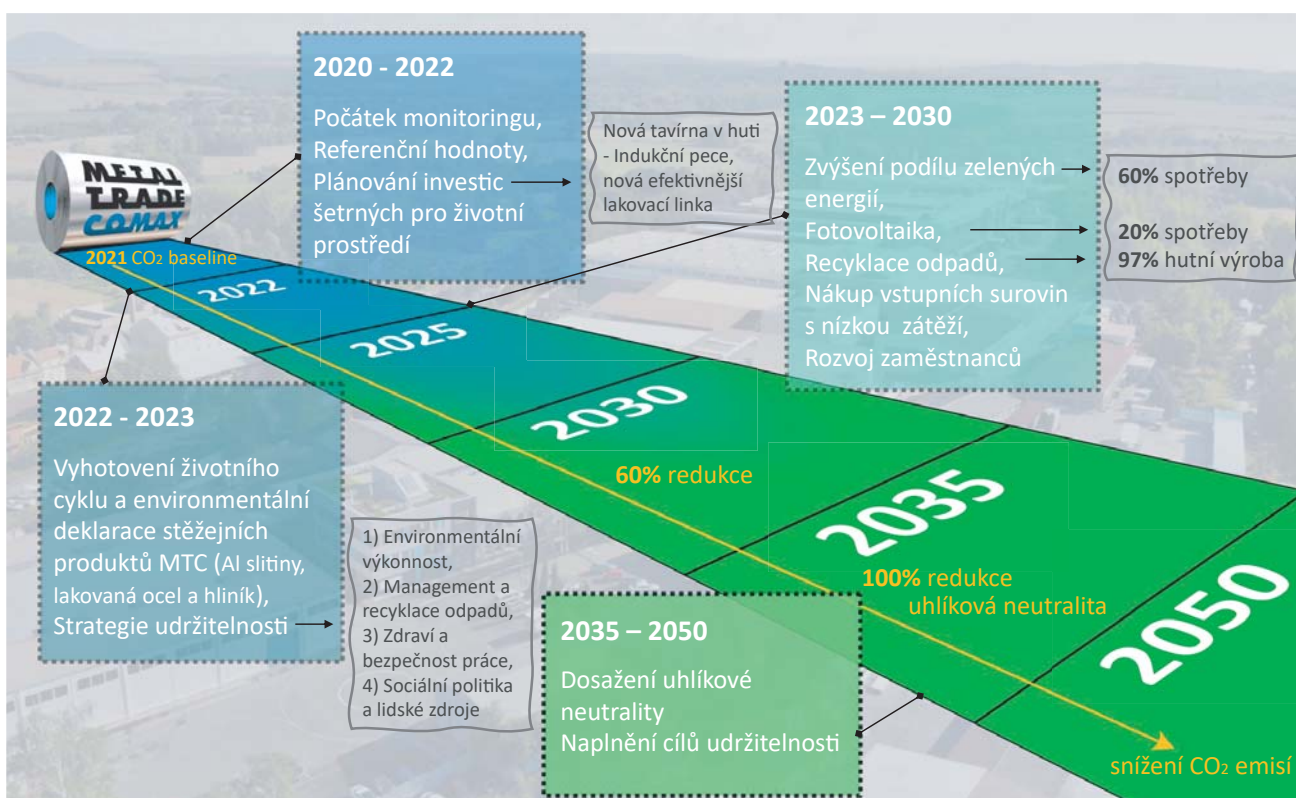 METAL
TRADE
COMAX
2021 CO₂ baseline
2020 - 2022
Počátek monitoringu,
Referenční hodnoty,
Plánování investic
šetrných pro životní
prostředí
Nová tavírna v huti
- Indukční pece,
nová efektivnější
lakovací linka
2023 – 2030
Zvýšení podílu zelených
energií,
Fotovoltaika,
Recyklace odpadů,
Nákup vstupních surovin
s nízkou zátěží,
Rozvoj zaměstnanců
60% spotřeby
20% spotřeby
97% hutní výroba
2022
2025
2030
60% redukce
2035
100% redukce
uhlíková neutralita
2050
snížení CO₂ emisí
2022 - 2023
Vyhotovení životního
cyklu a environmentální
deklarace stěžejních
produktů MTC (Al slitiny,
lakovaná ocel a hliník),
Strategie udržitelnosti
1) Environmentální
výkonnost,
2) Management a
recyklace odpadů,
3) Zdraví a
bezpečnost práce,
4) Sociální politika
a lidské zdroje
2035 – 2050
Dosažení uhlíkové
neutrality
Naplnění cílů udržitelnosti